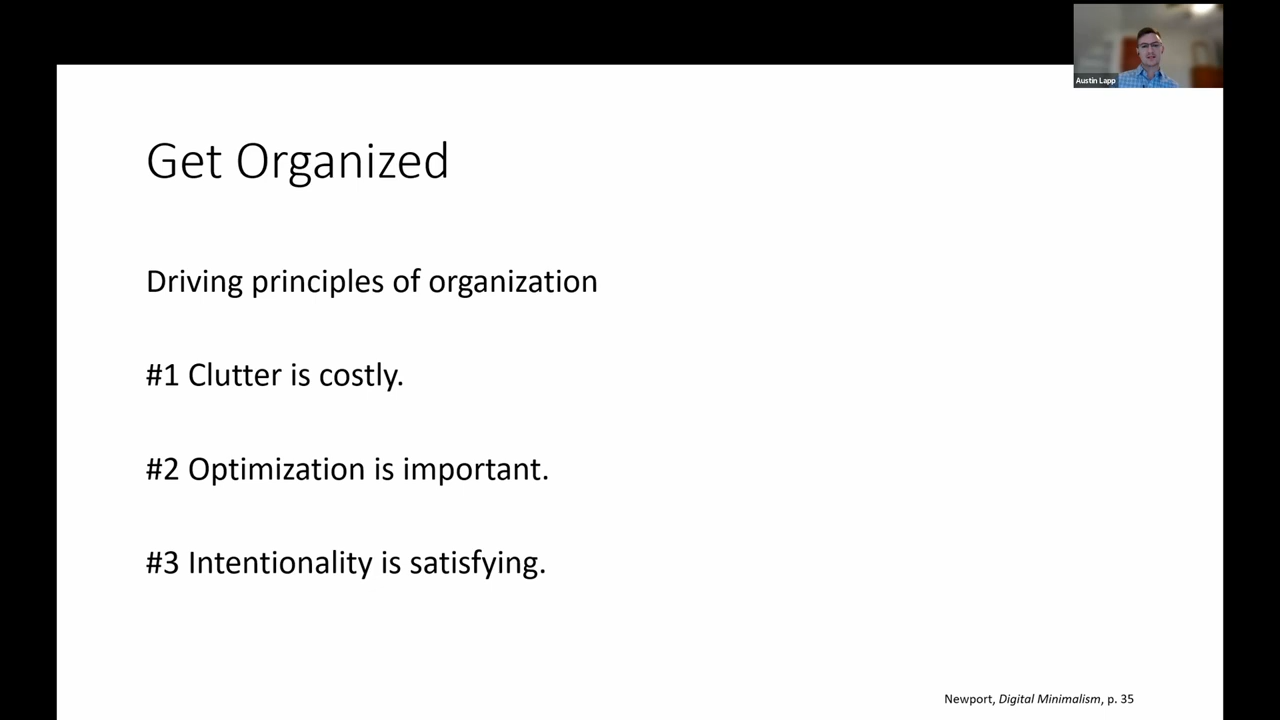 Austin Lapp
Get Organized
Driving principles of organization
#1 Clutter is costly.
#2 Optimization is important.
#3 Intentionality is satisfying.
Newport, Digital Minimalism, p. 35